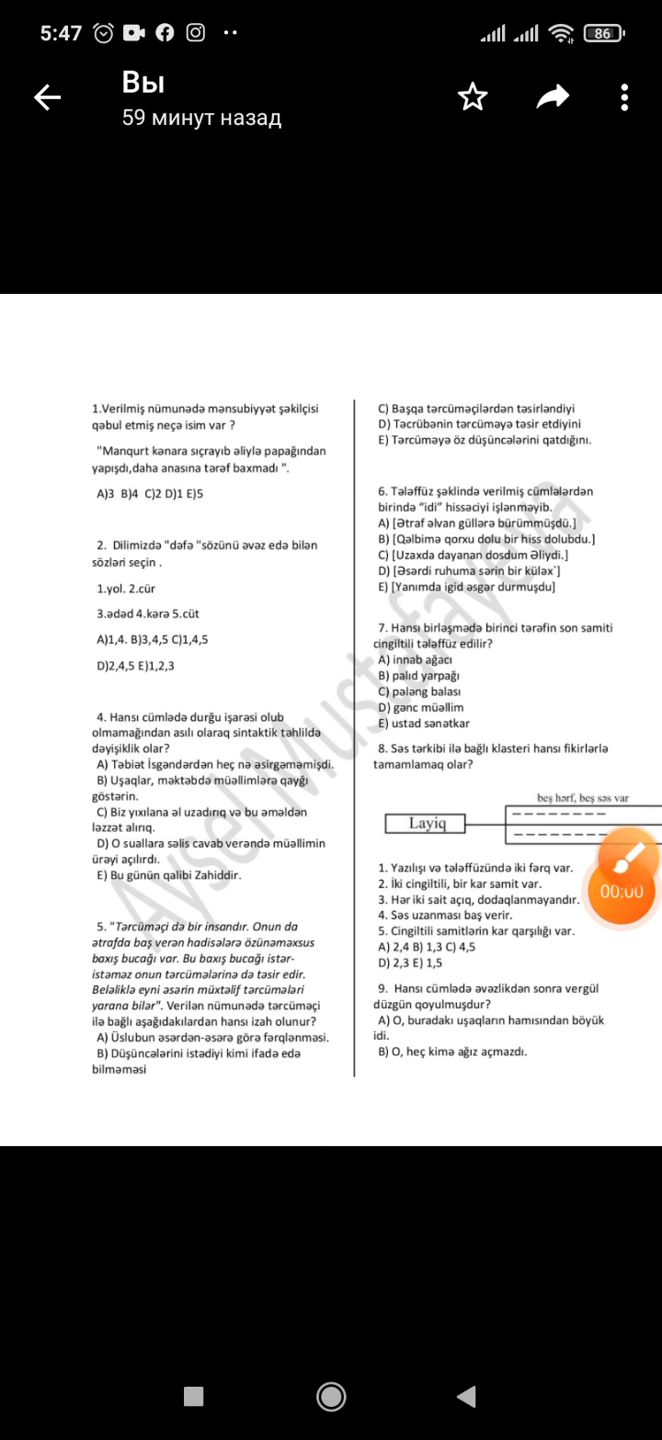 5:47
86
Вы
59 минут назад
1.Verilmiş nümunədə mənsubiyyət şəkilçisi
qəbul etmiş neçə isim var ?
"Manqurt kənara sıçrayıb əliylə papağından
yapışdı,daha anasına tərəf baxmadı ".
A)3 B)4 C)2 D)1 E)5
2. Dilimizdə "dəfə "sözünü əvəz edə bilən
sözləri seçin .
1.yol. 2.cür
3.ədəd 4.kərə 5.cüt
A)1,4. B)3,4,5 C)1,4,5
D)2,4,5 E)1,2,3
4. Hansı cümlədə durğu işarəsi olub
olmamağından asılı olaraq sintaktik təhlildə
dəyişiklik olar?
A) Təbiət İsgəndərdən heç nə əsirgəməmişdi.
B) Uşaqlar, məktəbdə müəllimlərə qayğı
göstərin.
C) Biz yıxılana əl uzadırıq və bu əməldən
ləzzət alırıq.
D) O suallara səlis cavab verəndə müəllimin
ürəyi açılırdı.
E) Bu günün qalibi Zahiddir.
5. "Tərcüməçi də bir insandır. Onun da
ətrafda baş verən hadisələrə özünəməxsus
baxış bucağı var. Bu baxış bucağı istər-
istəməz onun tərcümələrinə də təsir edir.
Beləliklə eyni əsərin müxtəlif tərcümələri
yarana bilər". Verilən nümunədə tərcüməçi
ilə bağlı aşağıdakılardan hansı izah olunur?
A) Üslubun əsərdən-əsərə görə fərqlənməsi.
B) Düşüncələrini istədiyi kimi ifadə edə
bilməməsi
C) Başqa tərcüməçilərdən təsirləndiyi
D) Təcrübənin tərcüməyə təsir etdiyini
E) Tərcüməyə öz düşüncələrini qatdığını.
6. Tələffüz şəklində verilmiş cümlələrdən
birində "idi" hissəciyi işlənməyib.
A) [Ətraf əlvan güllərə bürümmüşdü.]
B) [Qəlbimə qorxu dolu bir hiss dolubdu.]
C) [Uzaxda dayanan dosdum Əliydi.]
D) [Əsərdi ruhuma sərin bir küləx`]
E) [Yanımda igid əsgər durmuşdu]
7. Hansı birləşmədə birinci tərəfin son samiti
cingiltili tələffüz edilir?
A) innab ağacı
B) palıd yarpağı
C) pələng balası
D) gənc müəllim
E) ustad sənətkar
8. Səs tərkibi ilə bağlı klasteri hansı fikirlərlə
tamamlamaq olar?
beş hərf, beş səs var
Layiq
1. Yazılışı və tələffüzündə iki fərq var.
2. İki cingiltili, bir kar samit var.
3. Hər iki sait açıq, dodaqlanmayandır.
4. Səs uzanması baş verir.
5. Cingiltili samitlərin kar qarşılığı var.
A) 2,4 B) 1,3 C) 4,5
D) 2,3 E) 1,5
00:00
9. Hansı cümlədə əvəzlikdən sonra vergül
düzgün qoyulmuşdur?
A) O, buradakı uşaqların hamısından böyük
idi.
B) O, heç kimə ağız açmazdı.
Aysel Mustafayeva